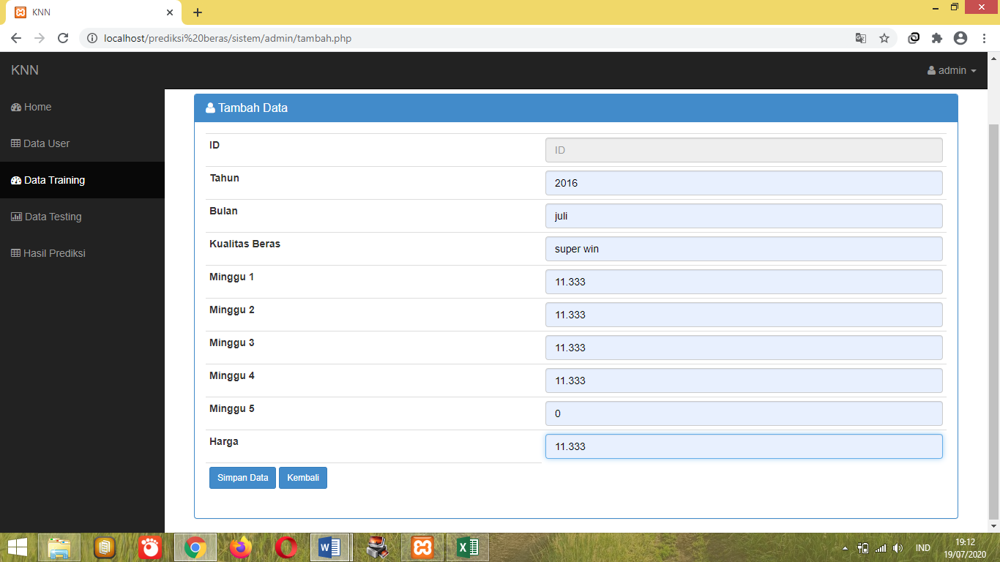 KNN
localhost/prediksi%20beras/sistem/admin/tambah.php
KNN
admin
Home
Data User
Data Training
Data Testing
Hasil Prediksi
Tambah Data
ID ID
Tahun 2016
Bulan juli
Kualitas Beras super win
Minggu 1 11.333
Minggu 2 11.333
Minggu 3 11.333
Minggu 4 11.333
Minggu 5 0
Harga 11.333
Simpan Data Kembali
IND
19:12
19/07/2020